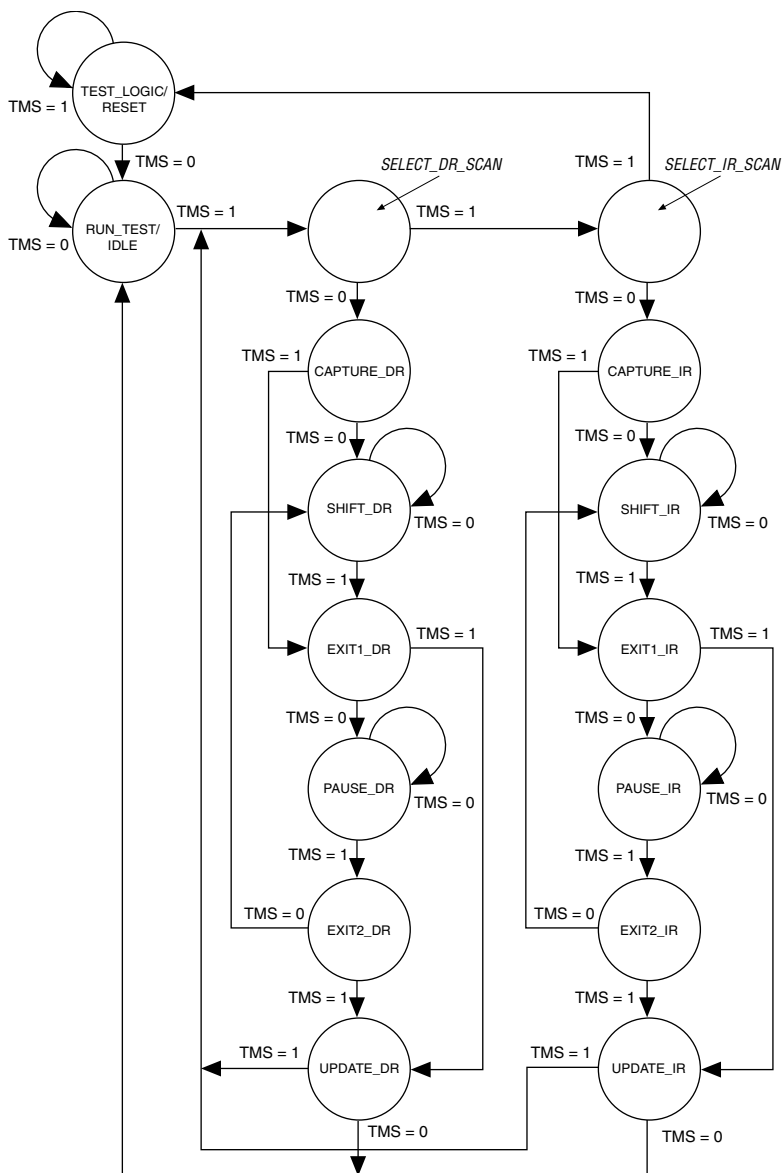 TEST_LOGIC/
RESET
TMS = 1
TMS = 0
TMS = 1
SELECT_DR_SCAN
SELECT_IR_SCAN
RUN_TEST/
IDLE
TMS = 0
TMS = 1
TMS = 1
TMS = 0
TMS = 0
TMS = 1
CAPTURE_DR
TMS = 1
CAPTURE_IR
TMS = 0
TMS = 0
SHIFT_DR
TMS = 0
SHIFT_IR
TMS = 0
TMS = 1
TMS = 1
EXIT1_DR
TMS = 1
EXIT1_IR
TMS = 1
TMS = 0
TMS = 0
PAUSE_DR
TMS = 0
PAUSE_IR
TMS = 0
TMS = 1
TMS = 1
TMS = 0
EXIT2_DR
TMS = 0
EXIT2_IR
TMS = 1
TMS = 1
TMS = 1
UPDATE_DR
TMS = 1
UPDATE_IR
TMS = 0
TMS = 0